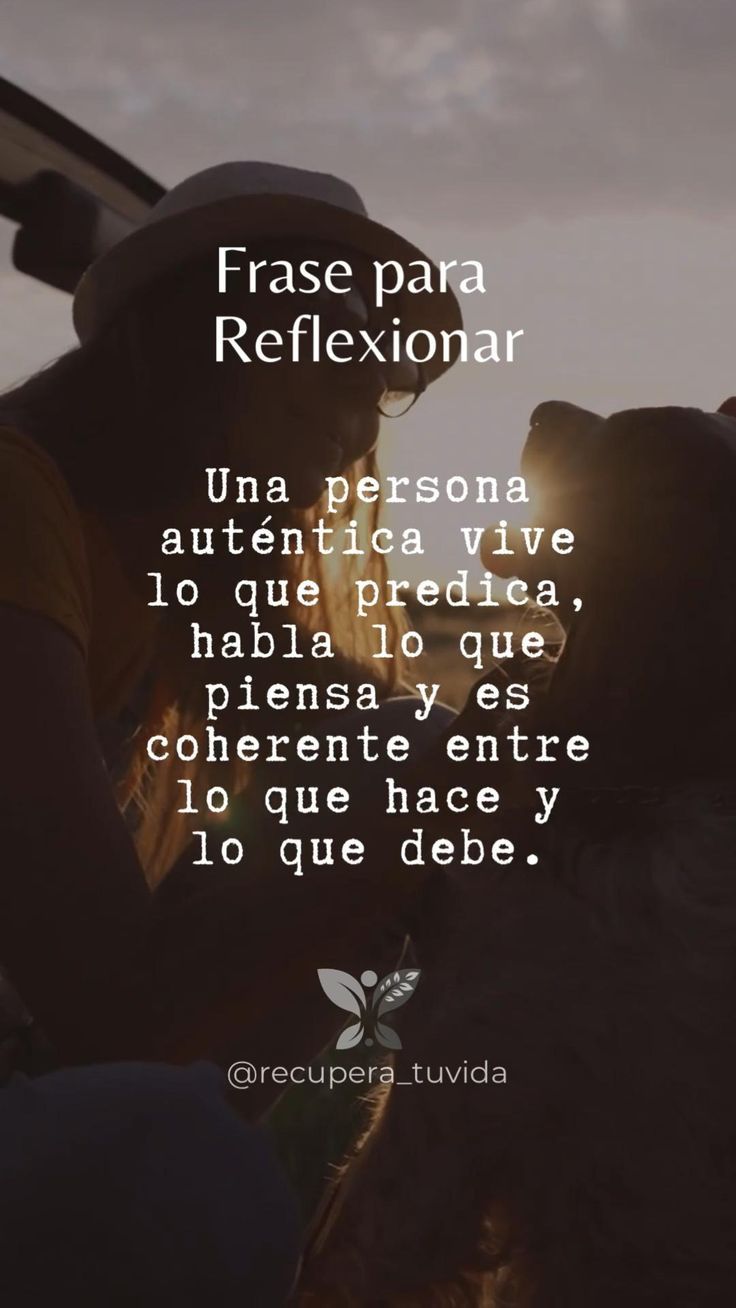 Frase para
Reflexionar
Una persona
auténtica vive
lo que predica,
habla lo que
piensa y es
coherente entre
lo que hace y
lo que debe.
@recupera_tuvida